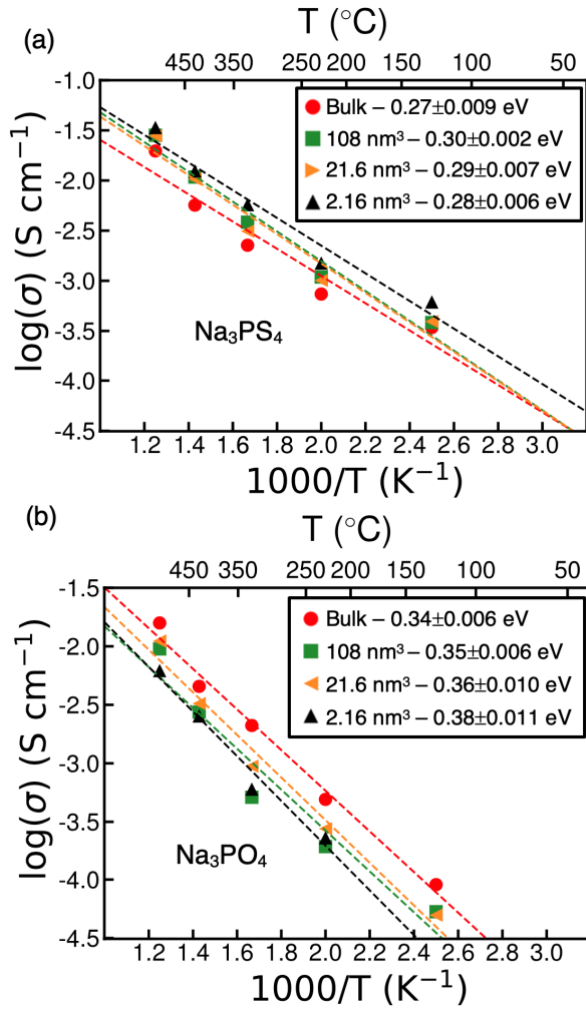 (a)
T (°C)
450 350 250 200 150 100 50
-1.0
-1.5
-2.0
-2.5
-3.0
-3.5
-4.0
-4.5
log(σ) (S cm⁻¹)
Bulk – 0.27±0.009 eV
108 nm³ – 0.30±0.002 eV
21.6 nm³ – 0.29±0.007 eV
2.16 nm³ – 0.28±0.006 eV
Na₃PS₄
1.2 1.4 1.6 1.8 2.0 2.2 2.4 2.6 2.8 3.0
1000/T (K⁻¹)
(b)
T (°C)
450 350 250 200 150 100 50
-1.5
-2.0
-2.5
-3.0
-3.5
-4.0
-4.5
log(σ) (S cm⁻¹)
Bulk – 0.34±0.006 eV
108 nm³ – 0.35±0.006 eV
21.6 nm³ – 0.36±0.010 eV
2.16 nm³ – 0.38±0.011 eV
Na₃PO₄
1.2 1.4 1.6 1.8 2.0 2.2 2.4 2.6 2.8 3.0
1000/T (K⁻¹)